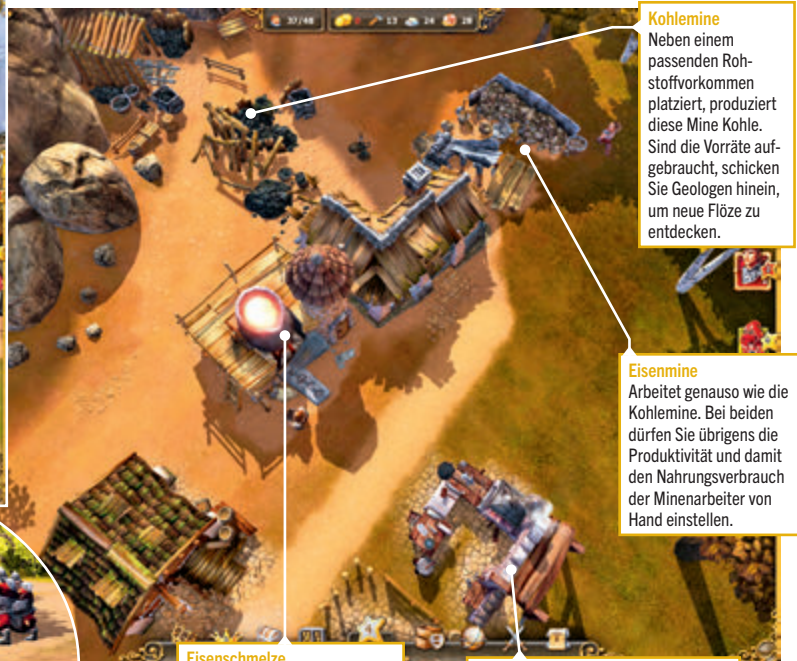 37/48 13 24 28
Kohlemine
Neben einem
passenden Roh-
stoffvorkommen
platziert, produziert
diese Mine Kohle.
Sind die Vorräte auf-
gebraucht, schicken
Sie Geologen hinein,
um neue Flöze zu
entdecken.
Eisenmine
Arbeitet genauso wie die
Kohlemine. Bei beiden
dürfen Sie übrigens die
Produktivität und damit
den Nahrungsverbrauch
der Minenarbeiter von
Hand einstellen.
Eisenschmelze